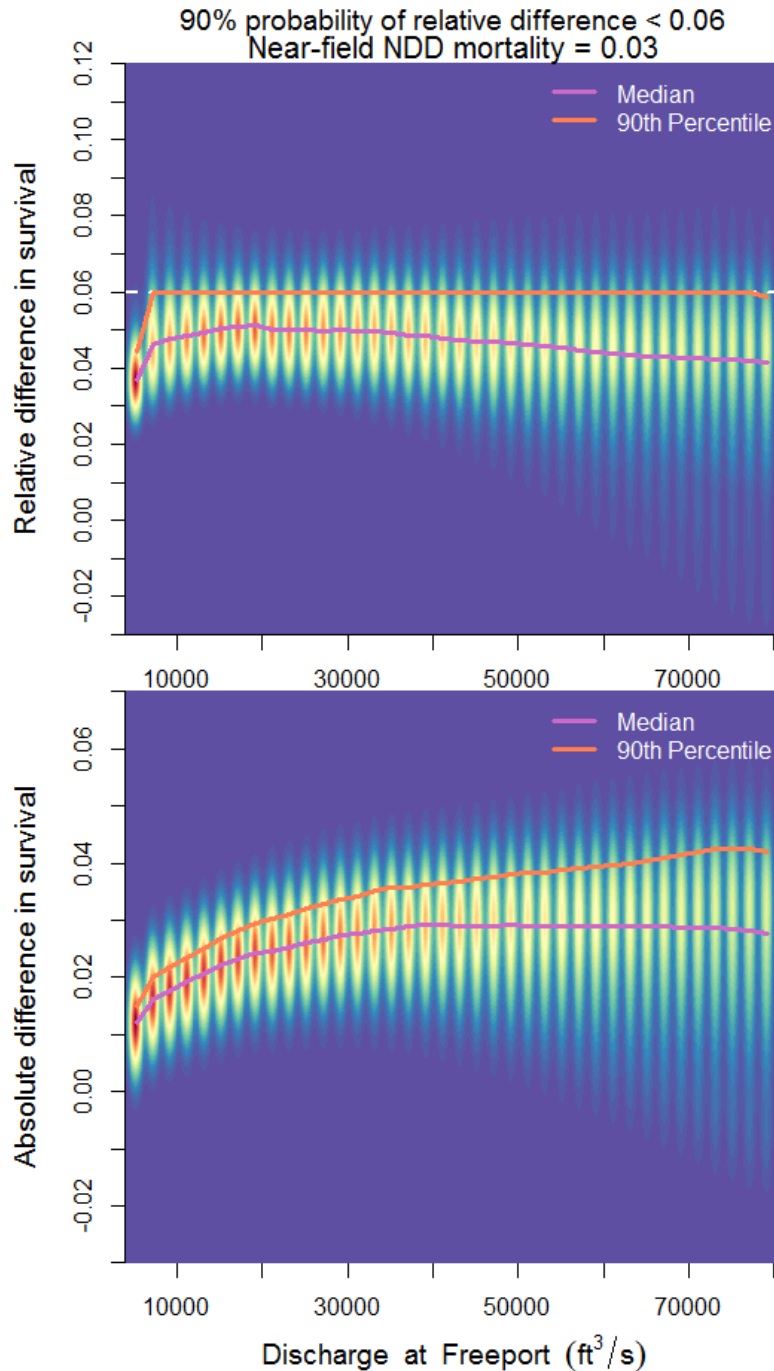 90% probability of relative difference < 0.06
Near-field NDD mortality = 0.03
Median
90th Percentile
Relative difference in survival
0.12
0.10
0.08
0.06
0.04
0.02
0.00
-0.02
10000 30000 50000 70000
Median
90th Percentile
Absolute difference in survival
0.06
0.04
0.02
0.00
-0.02
10000 30000 50000 70000
Discharge at Freeport (ft³/s)